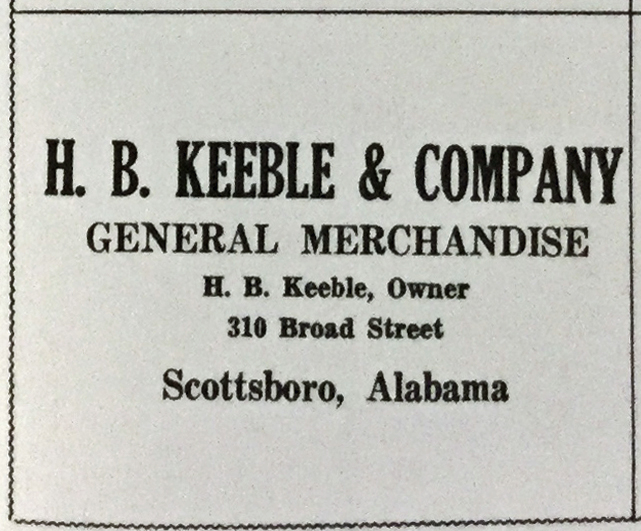 H. B. KEEBLE & COMPANY
GENERAL MERCHANDISE
H. B. Keeble, Owner
310 Broad Street
Scottsboro, Alabama